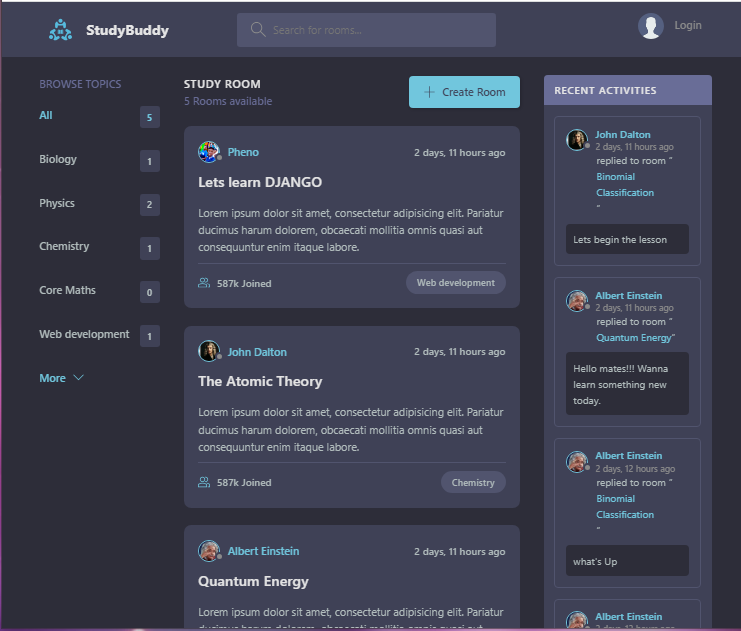 StudyBuddy
Search for rooms...
Login
BROWSE TOPICS
All 5
Biology 1
Physics 2
Chemistry 1
Core Maths 0
Web development 1
More
STUDY ROOM
5 Rooms available
Create Room
Pheno 2 days, 11 hours ago
Lets learn DJANGO
Lorem ipsum dolor sit amet, consectetur adipisicing elit. Pariatur
ducimus harum dolorem, obcaecati mollitia omnis quasi aut
consequuntur enim itaque labore.
587k Joined Web development
John Dalton 2 days, 11 hours ago
The Atomic Theory
Lorem ipsum dolor sit amet, consectetur adipisicing elit. Pariatur
ducimus harum dolorem, obcaecati mollitia omnis quasi aut
consequuntur enim itaque labore.
587k Joined Chemistry
Albert Einstein 2 days, 11 hours ago
Quantum Energy
Lorem ipsum dolor sit amet, consectetur adipisicing elit. Pariatur
ducimus harum dolorem, obcaecati mollitia omnis quasi aut
RECENT ACTIVITIES
John Dalton
2 days, 11 hours ago
replied to room "
Binomial
Classification
"
Lets begin the lesson
Albert Einstein
2 days, 11 hours ago
replied to room "
Quantum Energy"
Hello mates!!! Wanna
learn something new
today.
Albert Einstein
2 days, 12 hours ago
replied to room "
Binomial
Classification
"
what's Up
Albert Einstein
2 days, 12 hours ago